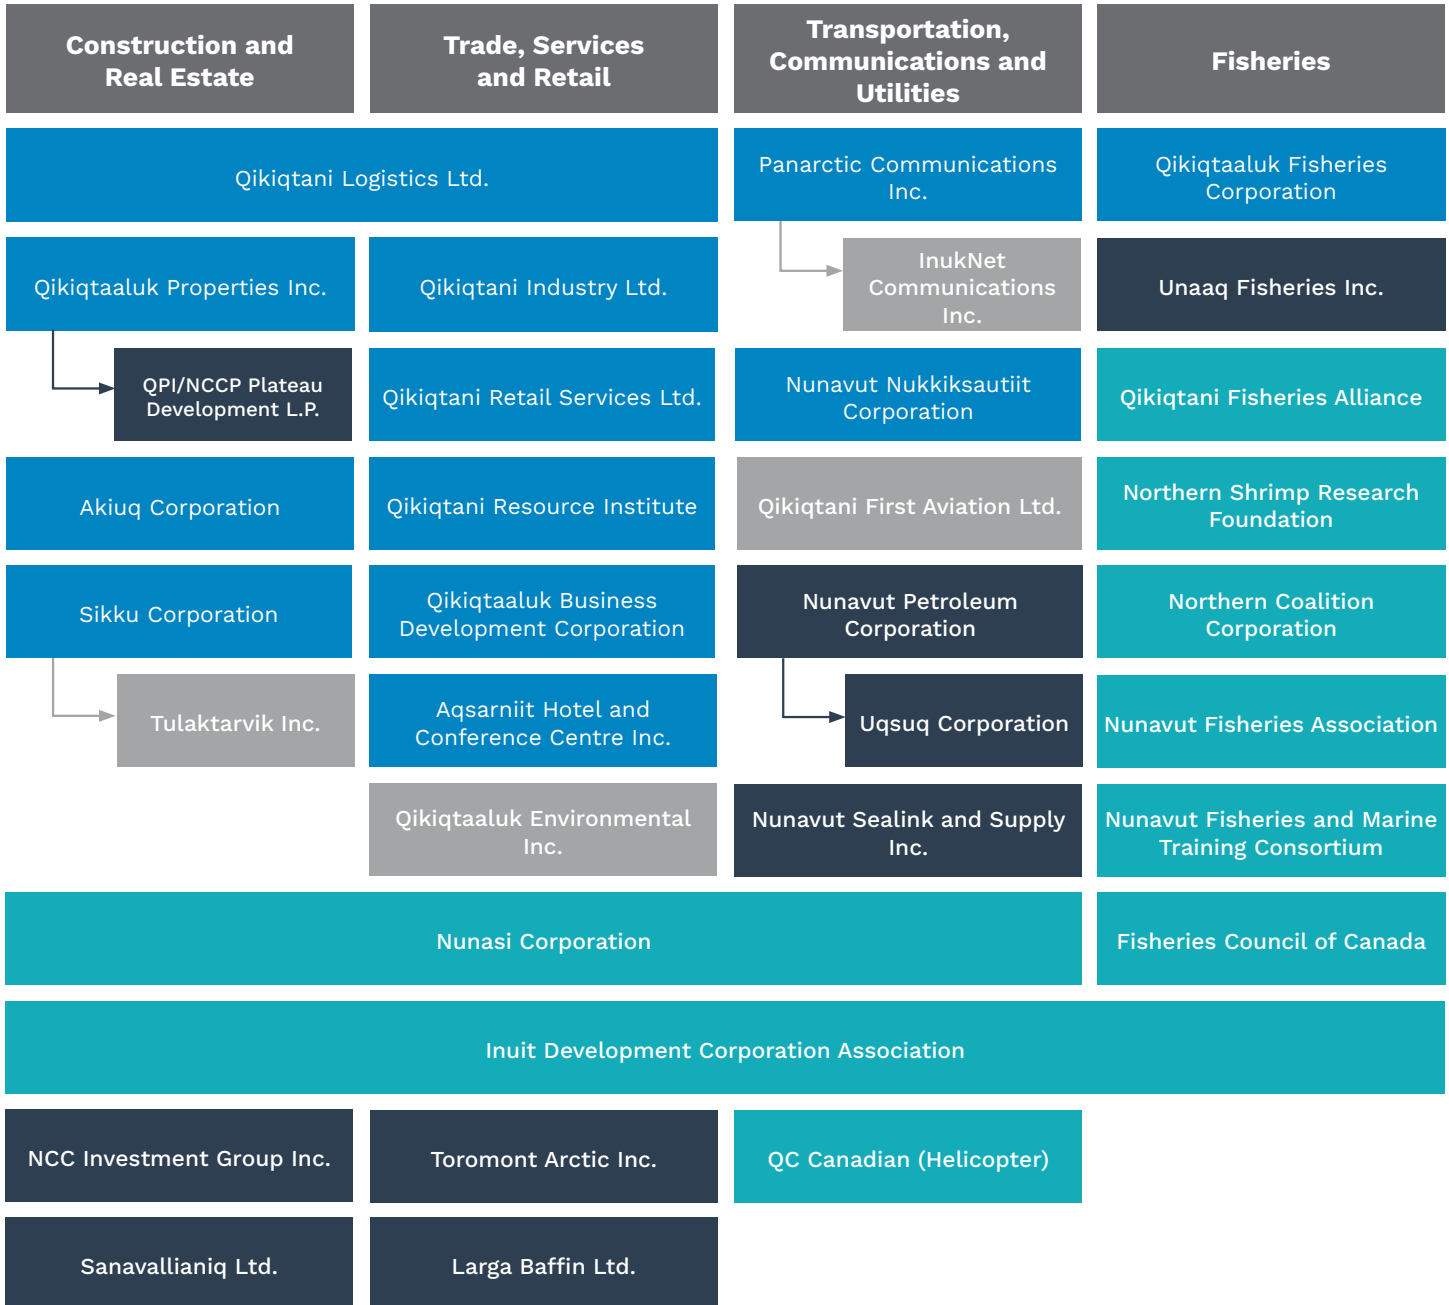 Construction and
Real Estate
Trade, Services
and Retail
Transportation,
Communications and
Utilities
Fisheries
Qikiqtani Logistics Ltd.
Panarctic Communications
Inc.
Qikiqtaaluk Fisheries
Corporation
Qikiqtaaluk Properties Inc.
Qikiqtani Industry Ltd.
InukNet
Communications
Inc.
Unaaq Fisheries Inc.
QPI/NCCP Plateau
Development L.P.
Qikiqtani Retail Services Ltd.
Nunavut Nukkiksautiit
Corporation
Qikiqtani Fisheries Alliance
Akiuq Corporation
Qikiqtani Resource Institute
Qikiqtani First Aviation Ltd.
Northern Shrimp Research
Foundation
Sikku Corporation
Qikiqtaaluk Business
Development Corporation
Nunavut Petroleum
Corporation
Northern Coalition
Corporation
Tulaktarvik Inc.
Aqsarniit Hotel and
Conference Centre Inc.
Uqsuq Corporation
Nunavut Fisheries Association
Qikiqtaaluk Environmental
Inc.
Nunavut Sealink and Supply
Inc.
Nunavut Fisheries and Marine
Training Consortium
Nunasi Corporation
Fisheries Council of Canada
Inuit Development Corporation Association
NCC Investment Group Inc.
Toromont Arctic Inc.
QC Canadian (Helicopter)
Sanavallianiq Ltd.
Larga Baffin Ltd.